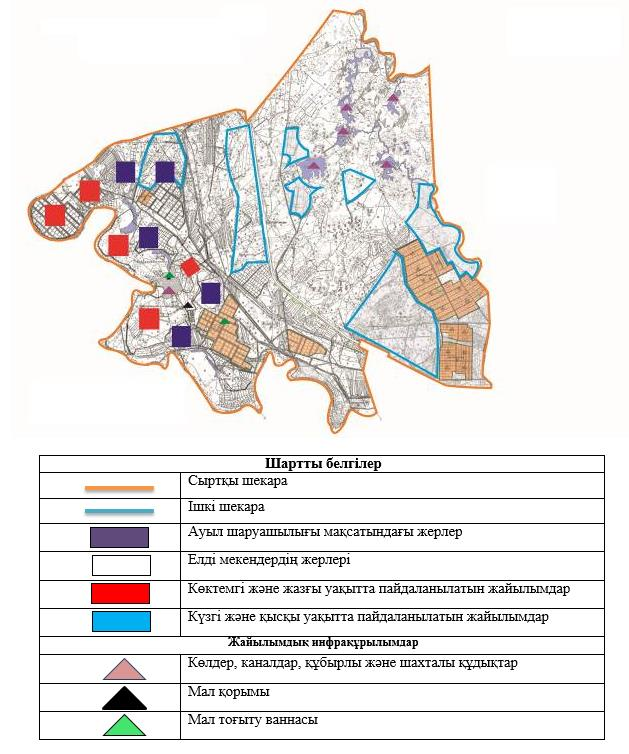 Шартты белгілер
Сыртқы шекара
Ішкі шекара
Ауыл шаруашылығы мақсатындағы жерлер
Елді мекендердің жерлері
Көктемгі және жазғы уақытта пайдаланылатын жайылымдар
Күзгі және қысқы уақытта пайдаланылатын жайылымдар
Жайылымдық инфрақұрылымдар
Көлдер, каналдар, құбырлы және шахталы құдықтар
Мал қорымы
Мал тоғыту ваннасы